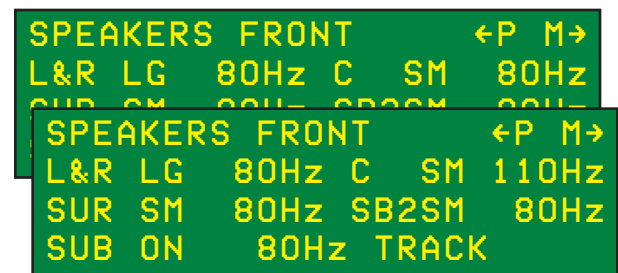 SPEAKERS FRONT ←P M→
L&R LG 80Hz C SM 80Hz
SPEAKERS FRONT ←P M→
L&R LG 80Hz C SM 110Hz
SUR SM 80Hz SB2SM 80Hz
SUB ON 80Hz TRACK